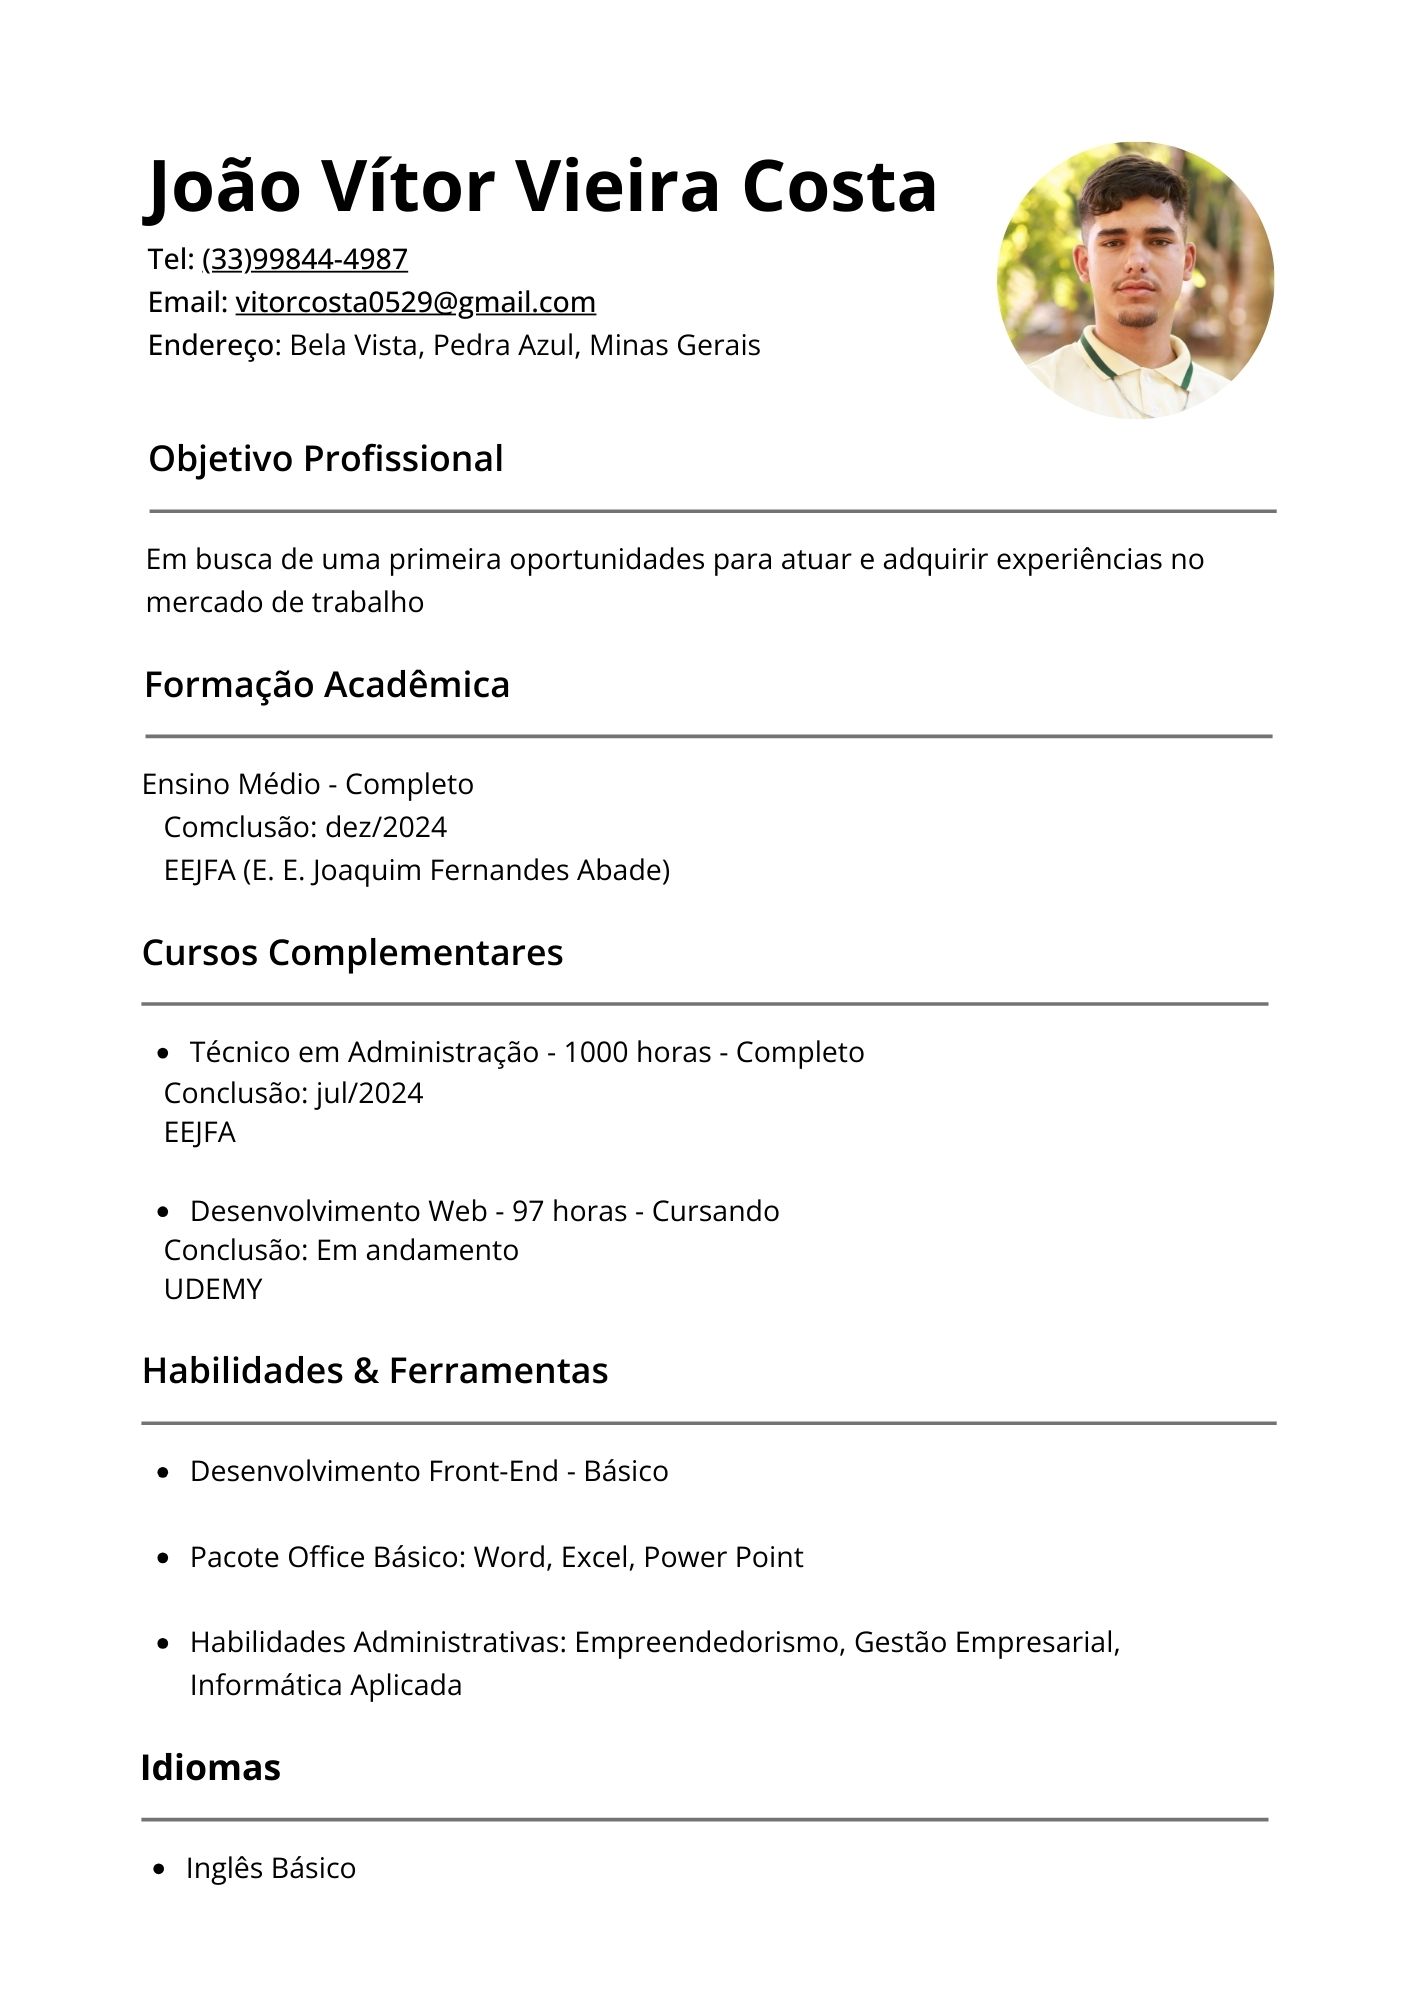 João Vítor Vieira Costa
Tel: (33)99844-4987
Email: vitorcosta0529@gmail.com
Endereço: Bela Vista, Pedra Azul, Minas Gerais
Objetivo Profissional
Em busca de uma primeira oportunidades para atuar e adquirir experiências no
mercado de trabalho
Formação Acadêmica
Ensino Médio - Completo
Comclusão: dez/2024
EEJFA (E. E. Joaquim Fernandes Abade)
Cursos Complementares
• Técnico em Administração - 1000 horas - Completo
Conclusão: jul/2024
EEJFA
• Desenvolvimento Web - 97 horas - Cursando
Conclusão: Em andamento
UDEMY
Habilidades & Ferramentas
• Desenvolvimento Front-End - Básico
• Pacote Office Básico: Word, Excel, Power Point
• Habilidades Administrativas: Empreendedorismo, Gestão Empresarial,
Informática Aplicada
Idiomas
• Inglês Básico